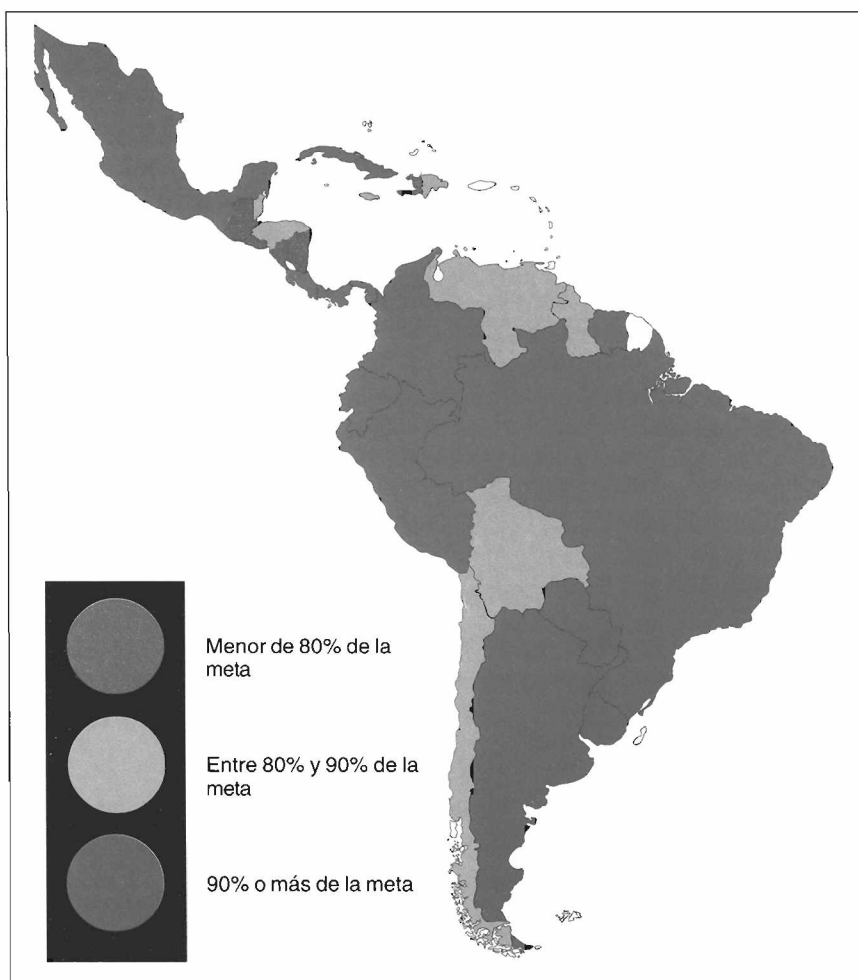 Menor de 80% de la
meta
Entre 80% y 90% de la
meta
90% o más de la meta